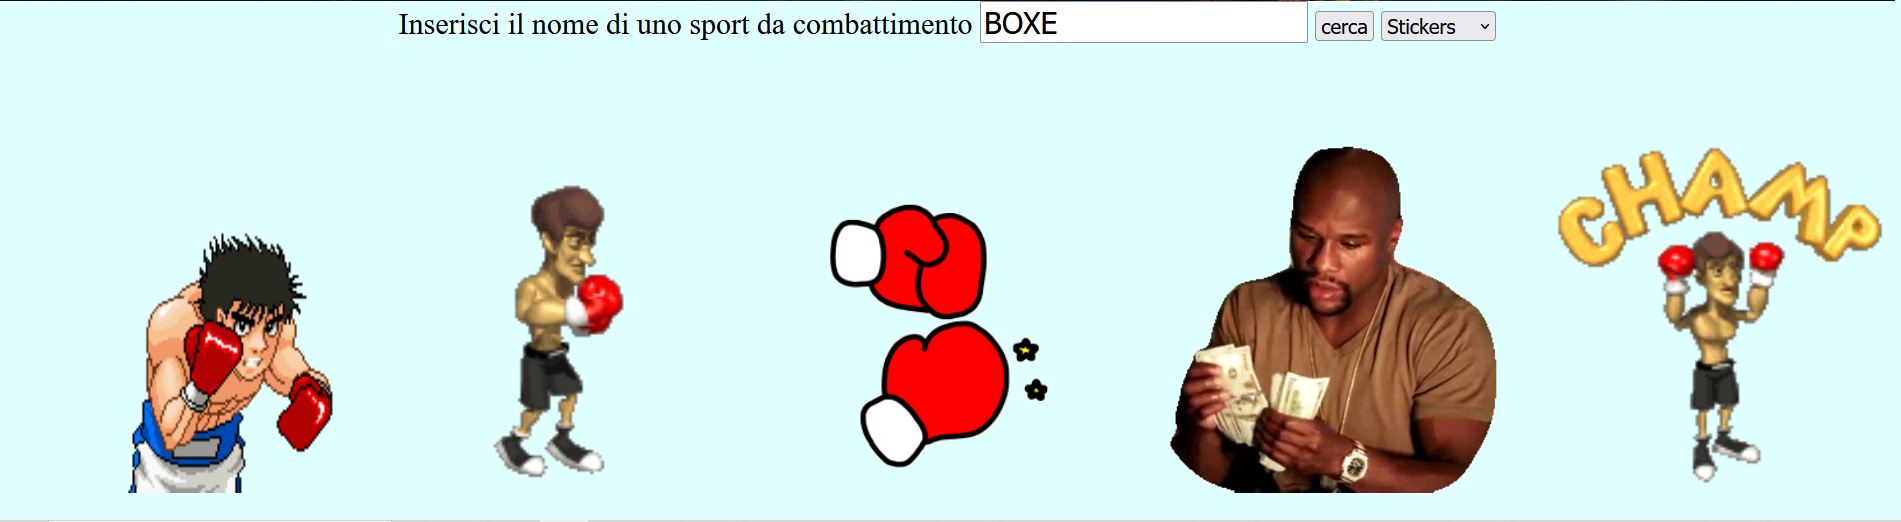 Inserisci il nome di uno sport da combattimento BOXE cerca Stickers
CHAMP